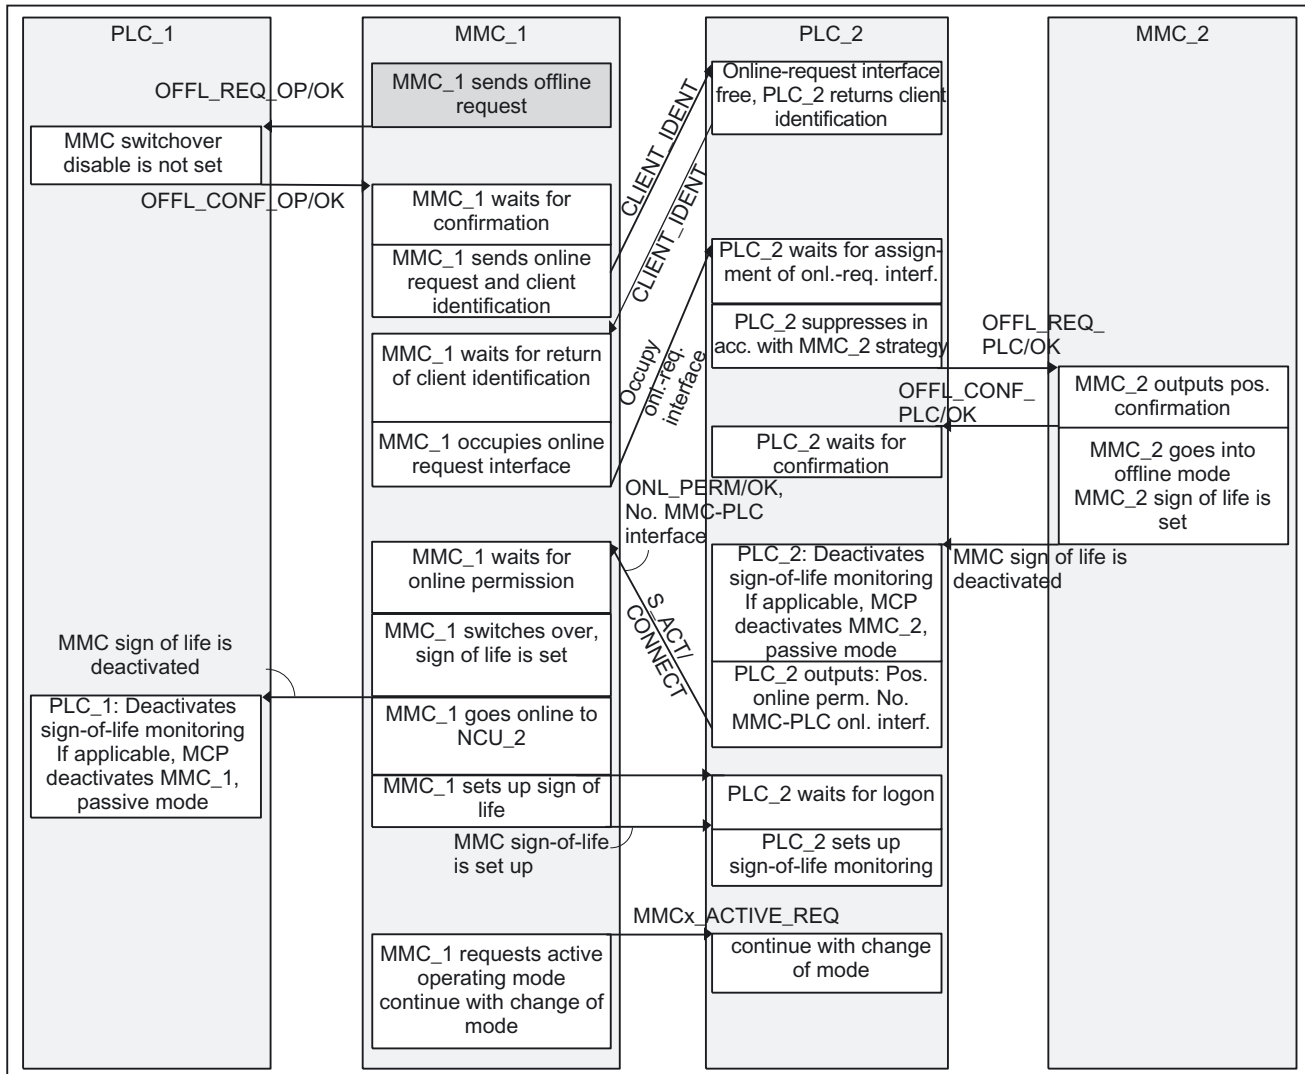 PLC_1
MMC_1
PLC_2
MMC_2
MMC_1 sends offline
request
OFFL_REQ_OP/OK
MMC switchover
disable is not set
OFFL_CONF_OP/OK
MMC_1 waits for
confirmation
MMC_1 sends online
request and client
identification
CLIENT_IDENT
Online-request interface
free, PLC_2 returns client
identification
CLIENT_IDENT
MMC_1 waits for return
of client identification
MMC_1 occupies online
request interface
Occupy
onl.-req.
interface
PLC_2 waits for assign-
ment of onl.-req. interf.
PLC_2 suppresses in
acc. with MMC_2 strategy
OFFL_REQ_
PLC/OK
MMC_2 outputs pos.
confirmation
OFFL_CONF_
PLC/OK
PLC_2 waits for
confirmation
MMC_2 goes into
offline mode
MMC_2 sign of life is
set
MMC sign of life is
deactivated
PLC_2: Deactivates
sign-of-life monitoring
If applicable, MCP
deactivates MMC_2,
passive mode
PLC_2 outputs: Pos.
online perm. No.
MMC-PLC onl. interf.
ONL_PERM/OK,
No. MMC-PLC
interface
S_ACT/
CONNECT
MMC_1 waits for
online permission
MMC_1 switches over,
sign of life is set
MMC sign of life is
deactivated
PLC_1: Deactivates
sign-of-life monitoring
If applicable, MCP
deactivates MMC_1,
passive mode
MMC_1 goes online to
NCU_2
MMC_1 sets up sign of
life
PLC_2 waits for logon
MMC sign-of-life
is set up
PLC_2 sets up
sign-of-life monitoring
MMCx_ACTIVE_REQ
MMC_1 requests active
operating mode
continue with change of
mode
continue with change
of mode